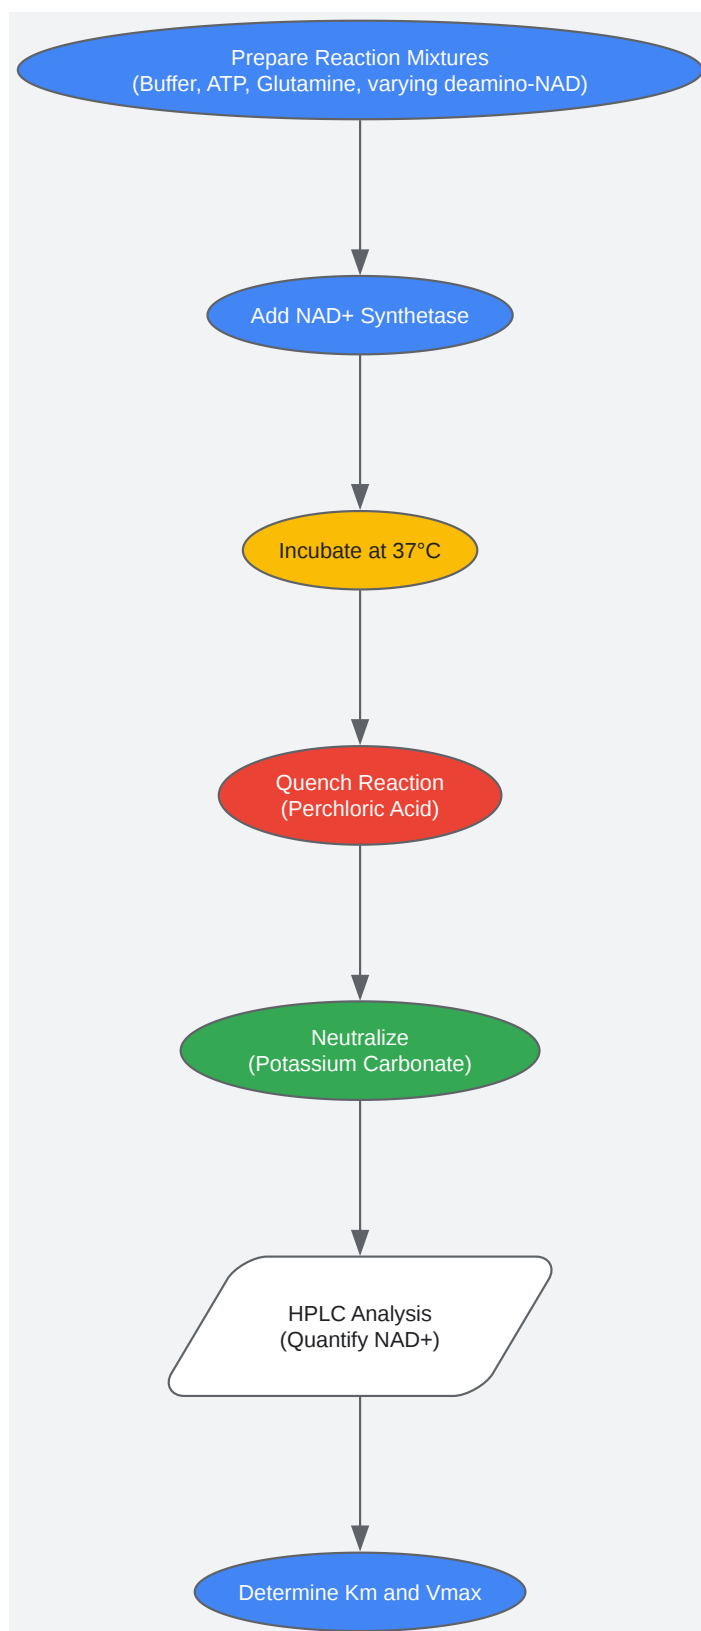 Prepare Reaction Mixtures
(Buffer, ATP, Glutamine, varying deamino-NAD)
Add NAD+ Synthetase
Incubate at 37°C
Quench Reaction
(Perchloric Acid)
Neutralize
(Potassium Carbonate)
HPLC Analysis
(Quantify NAD+)
Determine Km and Vmax